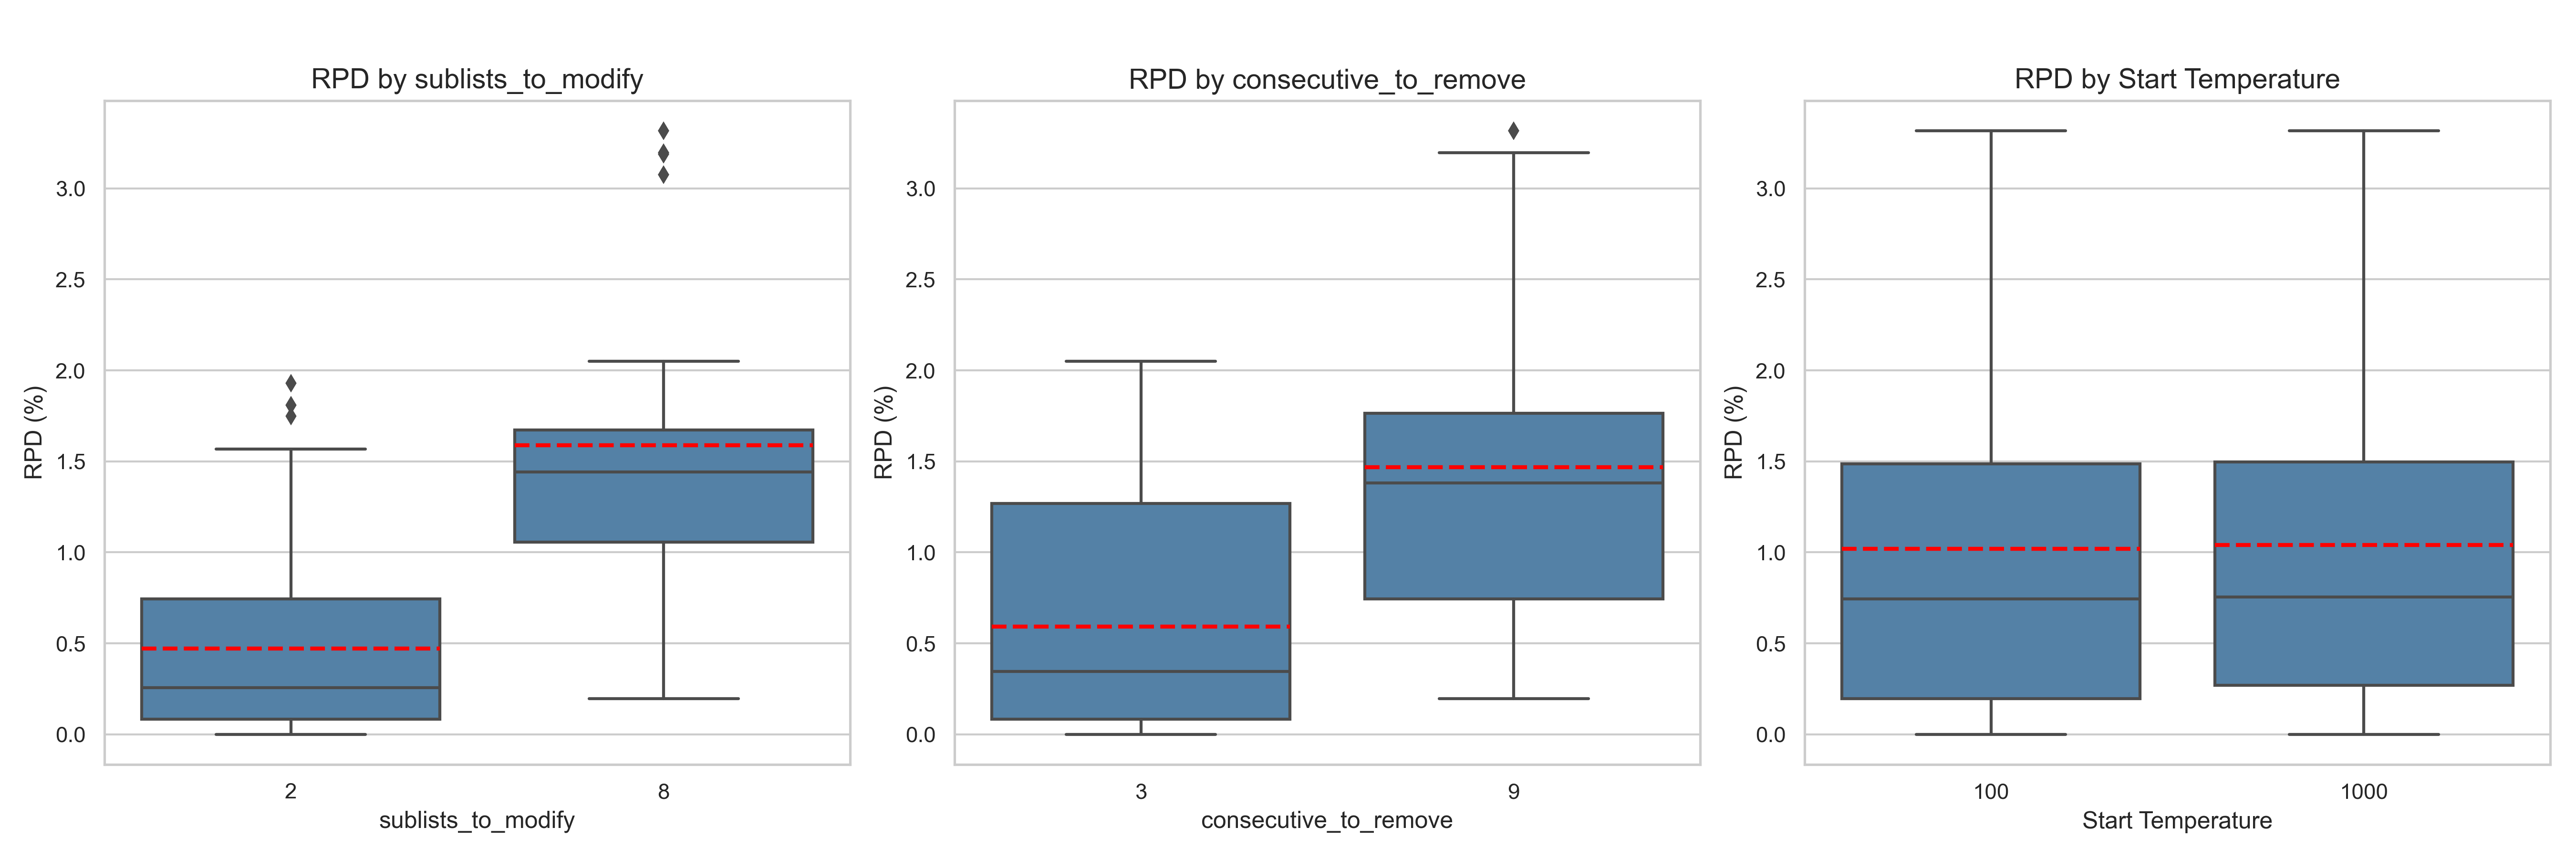 RPD by sublists_to_modify
3.0
2.5
2.0
1.5
1.0
0.5
0.0
RPD (%)
2 8
sublists_to_modify
RPD by consecutive_to_remove
3.0
2.5
2.0
1.5
1.0
0.5
0.0
RPD (%)
3 9
consecutive_to_remove
RPD by Start Temperature
3.0
2.5
2.0
1.5
1.0
0.5
0.0
RPD (%)
100 1000
Start Temperature